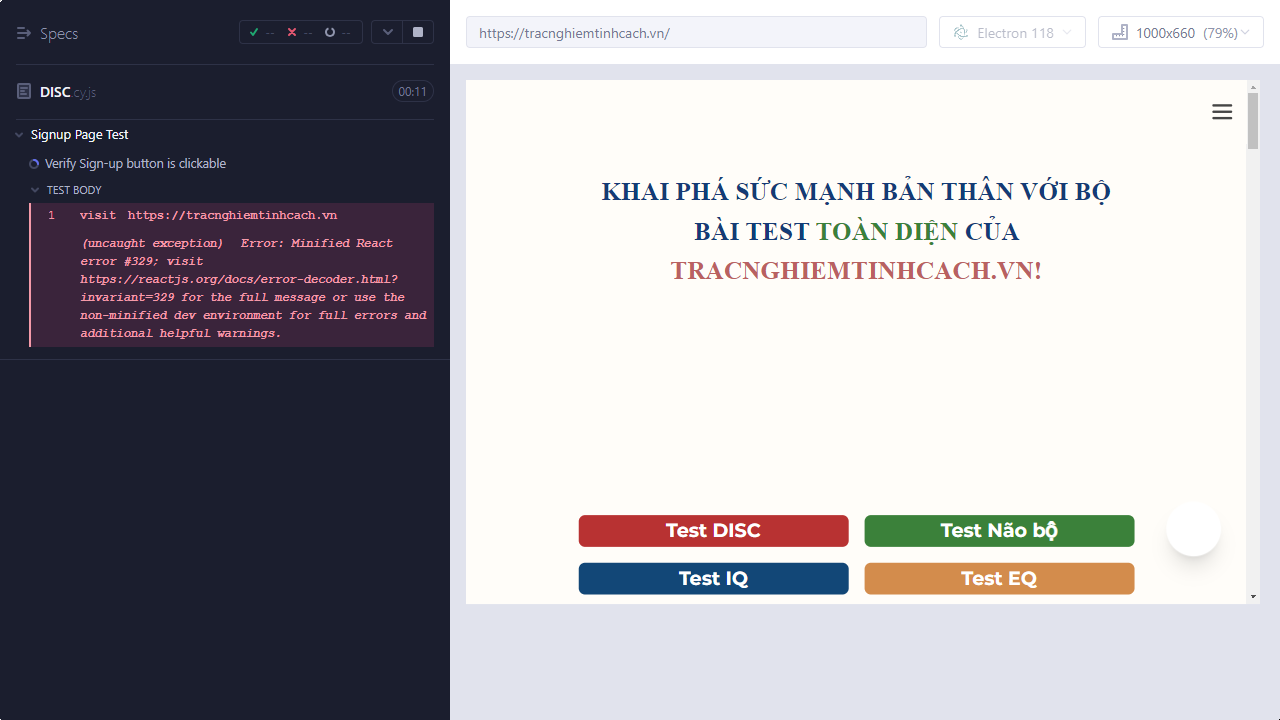 Specs
-- -- --
DISC.cy.js
00:11
Signup Page Test
Verify Sign-up button is clickable
TEST BODY
1 visit https://tracnghiemtinhcach.vn
(uncaught exception) Error: Minified React
error #329; visit
https://reactjs.org/docs/error-decoder.html?
invariant=329 for the full message or use the
non-minified dev environment for full errors and
additional helpful warnings.
https://tracnghiemtinhcach.vn/
Electron 118
1000x660 (79%)
KHAI PHÁ SỨC MẠNH BẢN THÂN VỚI BỘ
BÀI TEST TOÀN DIỆN CỦA
TRACNGHIEMTINHCACH.VN!
Test DISC
Test Não bộ
Test IQ
Test EQ